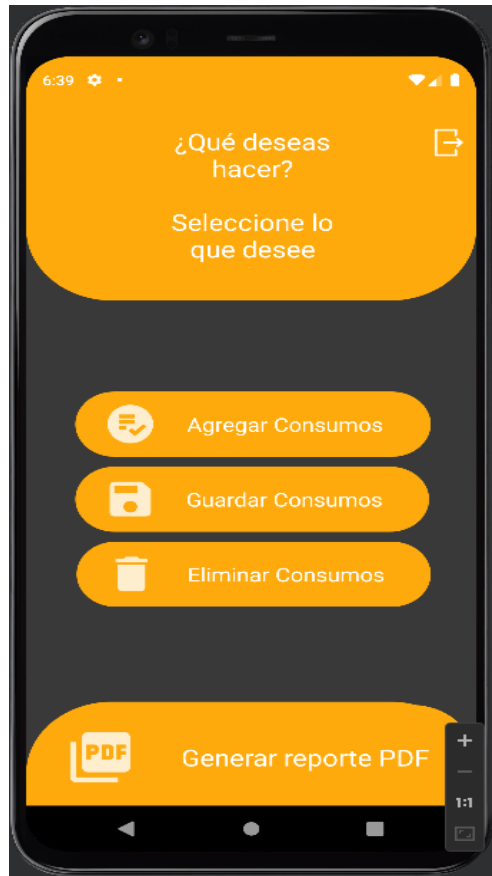 6:39
¿Qué deseas
hacer?
Seleccione lo
que desee
Agregar Consumos
Guardar Consumos
Eliminar Consumos
PDF
Generar reporte PDF
1:1